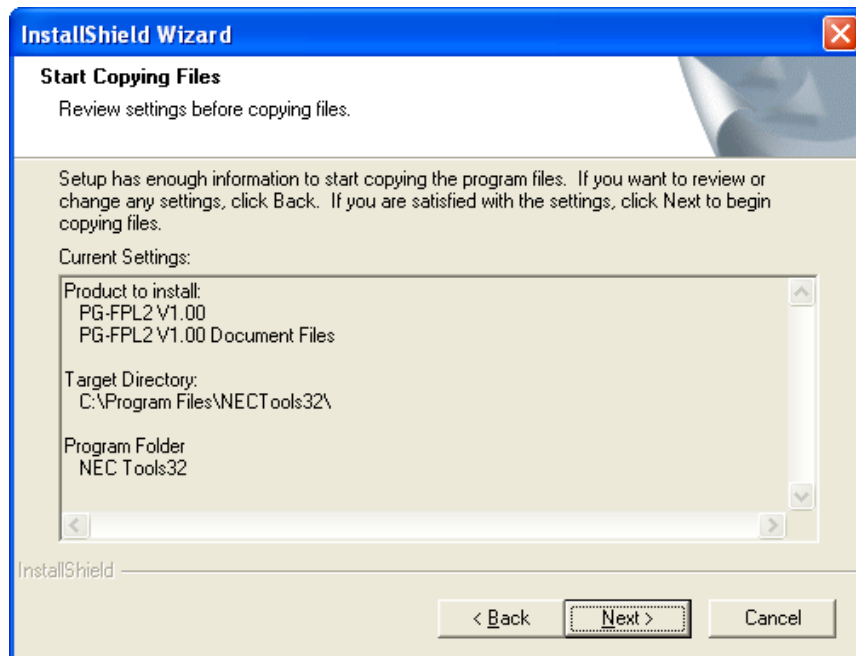 InstallShield Wizard
Start Copying Files
Review settings before copying files.
Setup has enough information to start copying the program files. If you want to review or
change any settings, click Back. If you are satisfied with the settings, click Next to begin
copying files.
Current Settings:
Product to install:
PG-FPL2 V1.00
PG-FPL2 V1.00 Document Files
Target Directory:
C:\Program Files\NECTools32\
Program Folder
NEC Tools32
InstallShield
< Back
Next >
Cancel